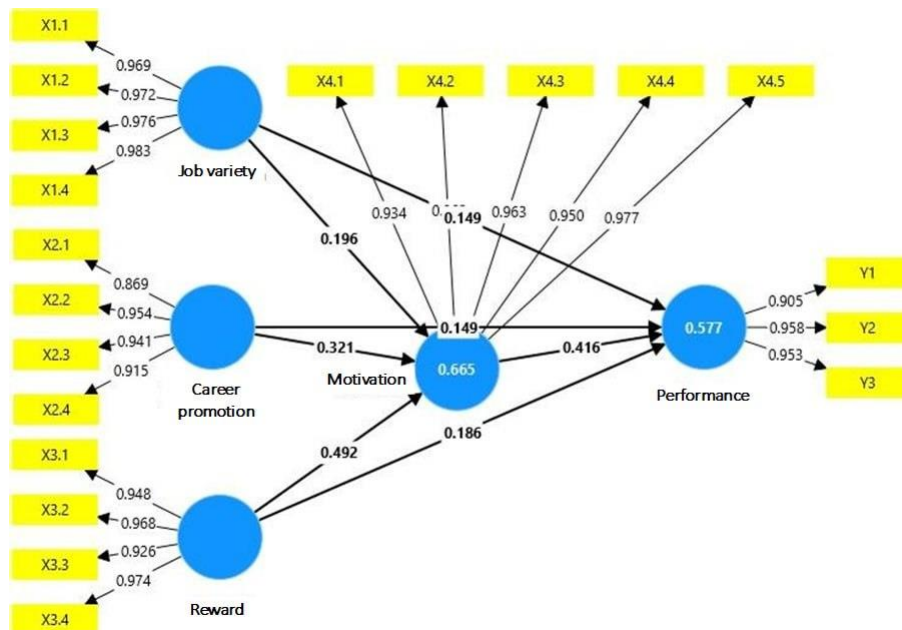 X1.1
0.969
X1.2
0.972
X1.3
0.976
0.983
X1.4
Job variety
X4.1
X4.2
X4.3
X4.4
X4.5
0.934
0.149
0.963
0.950
0.977
0.196
X2.1
0.869
X2.2
0.954
X2.3
0.941
0.915
X2.4
Career
promotion
0.321
0.149
Motivation
0.665
0.416
0.577
Performance
0.905
Y1
0.958
Y2
0.953
Y3
0.186
0.492
X3.1
0.948
X3.2
0.968
X3.3
0.926
0.974
X3.4
Reward